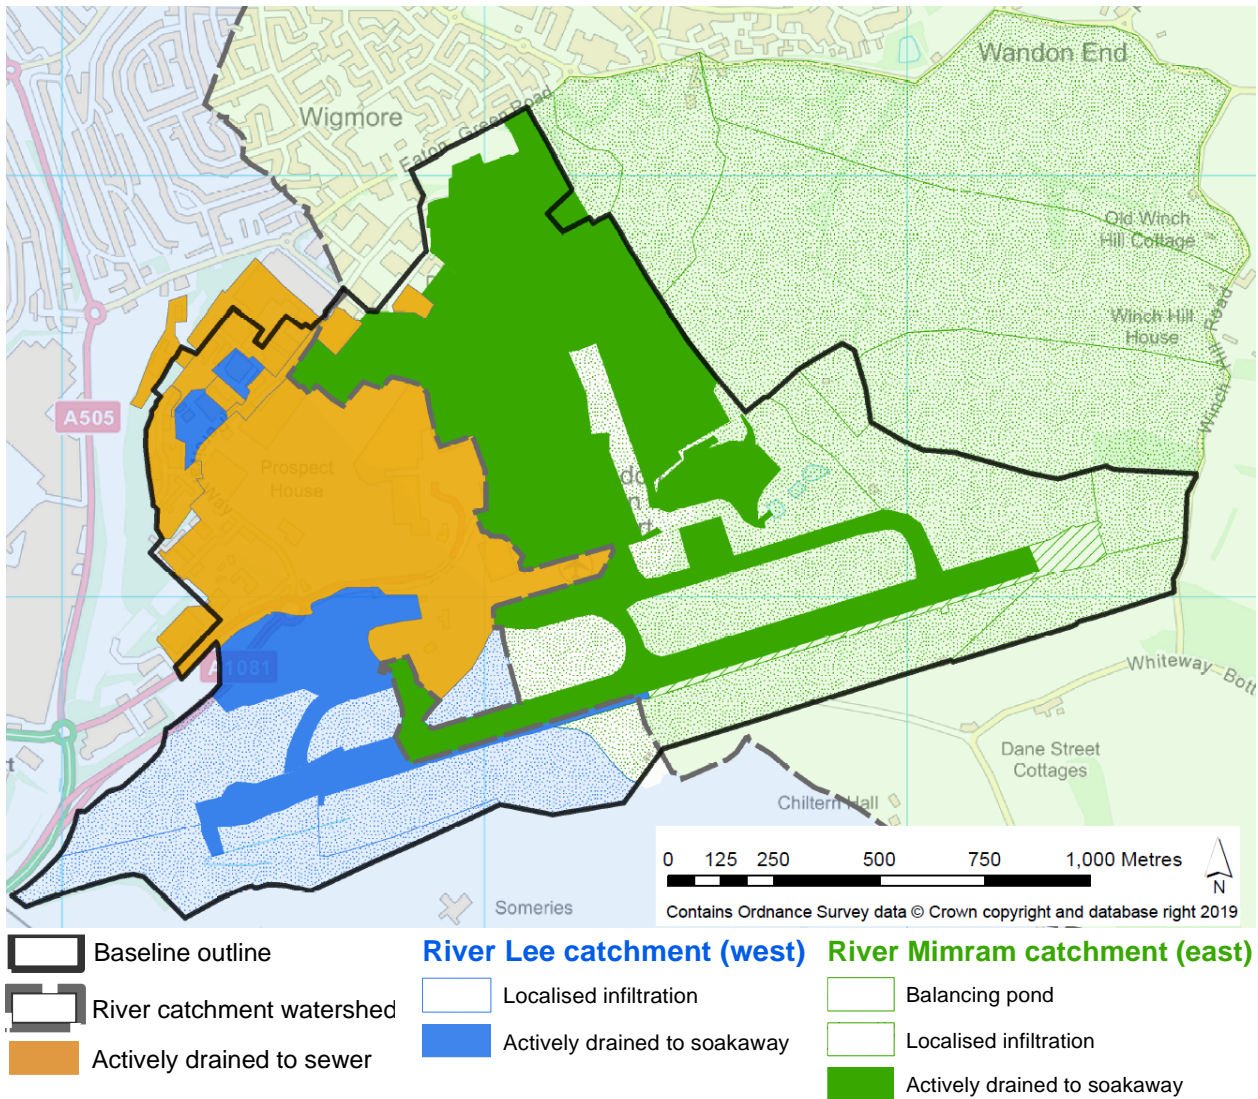 Wandon End
Wigmore
Eaton Green Road
Old Winch
Hill Cottage
Winch Hill
House
Winch Hill Road
A505
Prospect
House
Way
A1081
Whiteway Bott
Dane Street
Cottages
Chiltern Hall
Someries
0 125 250 500 750 1,000 Metres
N
Contains Ordnance Survey data © Crown copyright and database right 2019
Baseline outline
River catchment watershed
Actively drained to sewer
River Lee catchment (west)
Localised infiltration
Actively drained to soakaway
River Mimram catchment (east)
Balancing pond
Localised infiltration
Actively drained to soakaway